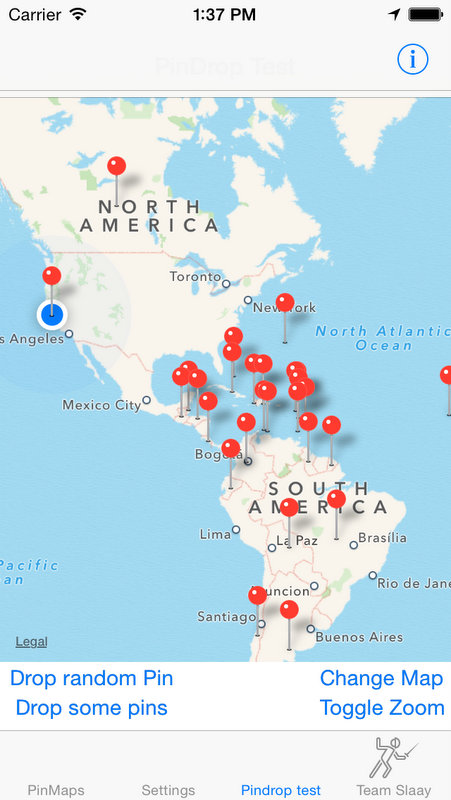 Carrier 1:37 PM
PinDrop Test
i
NORTH
AMERICA
Toronto
New York
s Angeles
North Atlantic
Ocean
Mexico City
Bogotá
SOUTH
AMERICA
Lima
La Paz
Brasília
Pacific
an
uncion
Rio de Jane
Santiago
Buenos Aires
Legal
Drop random Pin Change Map
Drop some pins Toggle Zoom
PinMaps Settings Pindrop test Team Slaay